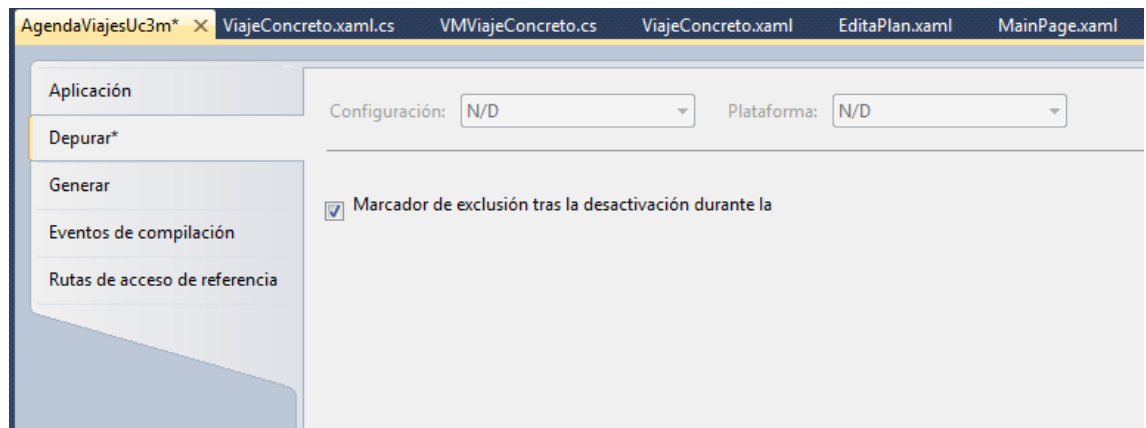 AgendaViajesUc3m* ViajeConcreto.xaml.cs VMViajeConcreto.cs ViajeConcreto.xaml EditaPlan.xaml MainPage.xaml
Aplicación
Configuración: N/D Plataforma: N/D
Depurar*
Generar
Marcador de exclusión tras la desactivación durante la
Eventos de compilación
Rutas de acceso de referencia